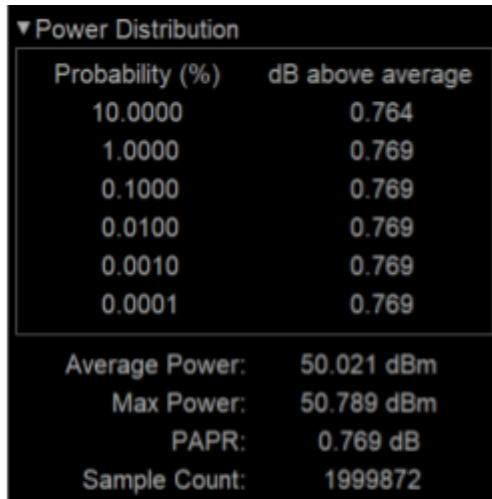 ▼Power Distribution
Probability (%) dB above average
10.0000 0.764
1.0000 0.769
0.1000 0.769
0.0100 0.769
0.0010 0.769
0.0001 0.769
Average Power: 50.021 dBm
Max Power: 50.789 dBm
PAPR: 0.769 dB
Sample Count: 1999872